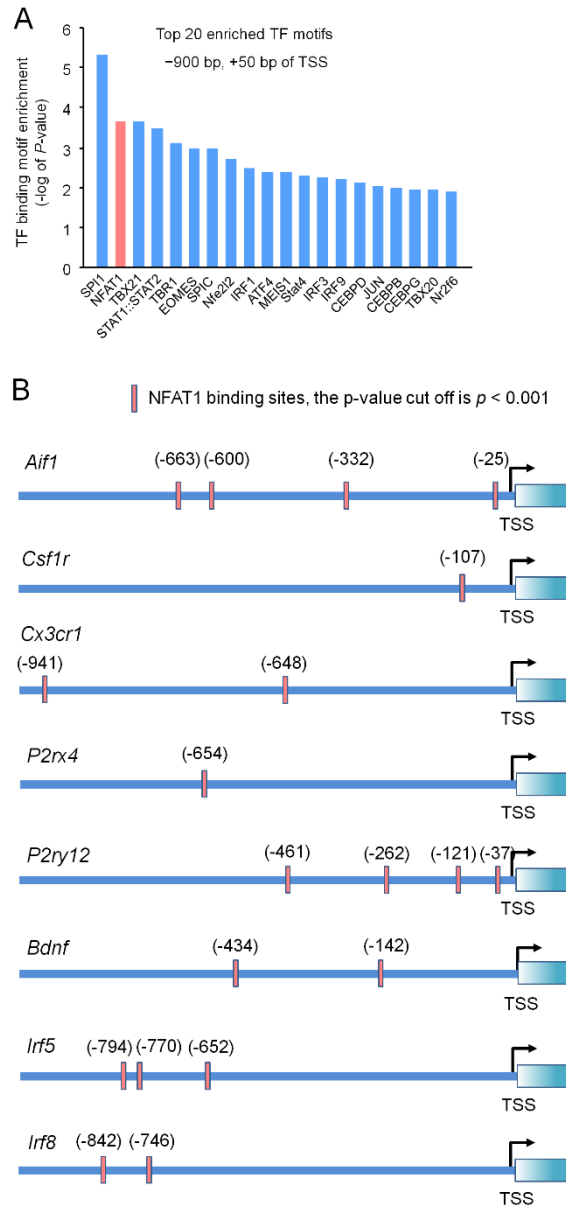 A
Top 20 enriched TF motifs
−900 bp, +50 bp of TSS
TF binding motif enrichment
(-log of P-value)
6
5
4
3
2
1
0
SPI1
NFAT1
TBX21
STAT1::STAT2
TBR1
EOMES
SPIC
Nfe2l2
IRF1
ATF4
MEIS1
Stat4
IRF3
IRF9
CEBPD
JUN
CEBPB
CEBPG
TBX20
Nr2f6
B
NFAT1 binding sites, the p-value cut off is p < 0.001
Aif1
(-663) (-600) (-332) (-25)
TSS
Csf1r
(-107)
TSS
Cx3cr1
(-941) (-648)
TSS
P2rx4
(-654)
TSS
P2ry12
(-461) (-262) (-121) (-37)
TSS
Bdnf
(-434) (-142)
TSS
Irf5
(-794) (-770) (-652)
TSS
Irf8
(-842) (-746)
TSS